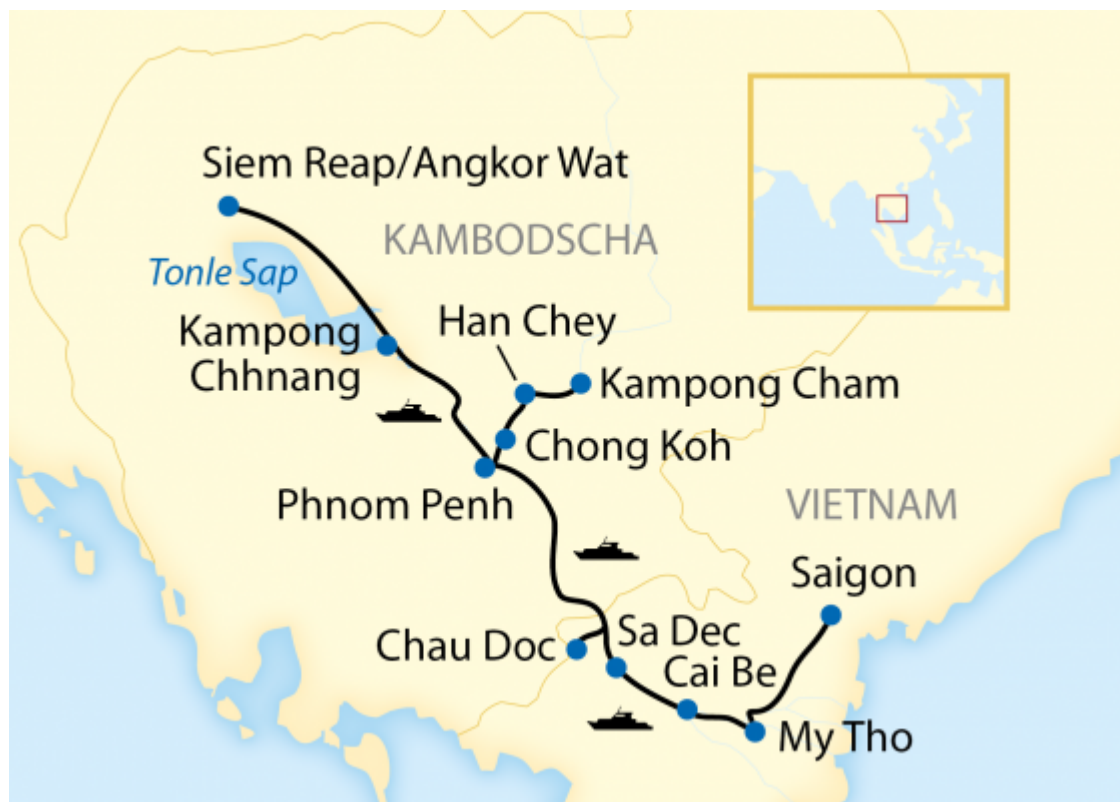 Siem Reap/Angkor Wat
KAMBODSCHA
Tonle Sap
Kampong
Chhnang
Han Chey
Kampong Cham
Chong Koh
Phnom Penh
VIETNAM
Saigon
Chau Doc
Sa Dec
Cai Be
My Tho